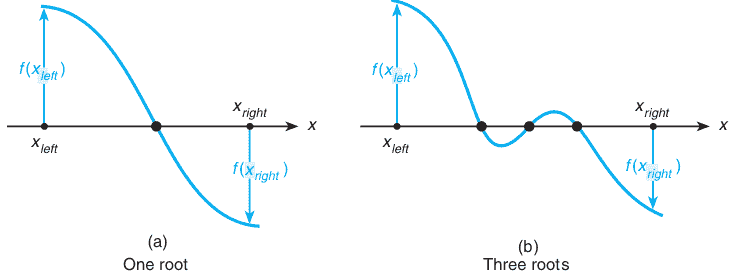 f(x_left)
x_right
x
x_left
f(x_right)
(a)
One root
f(x_left)
x_right
x
x_left
f(x_right)
(b)
Three roots